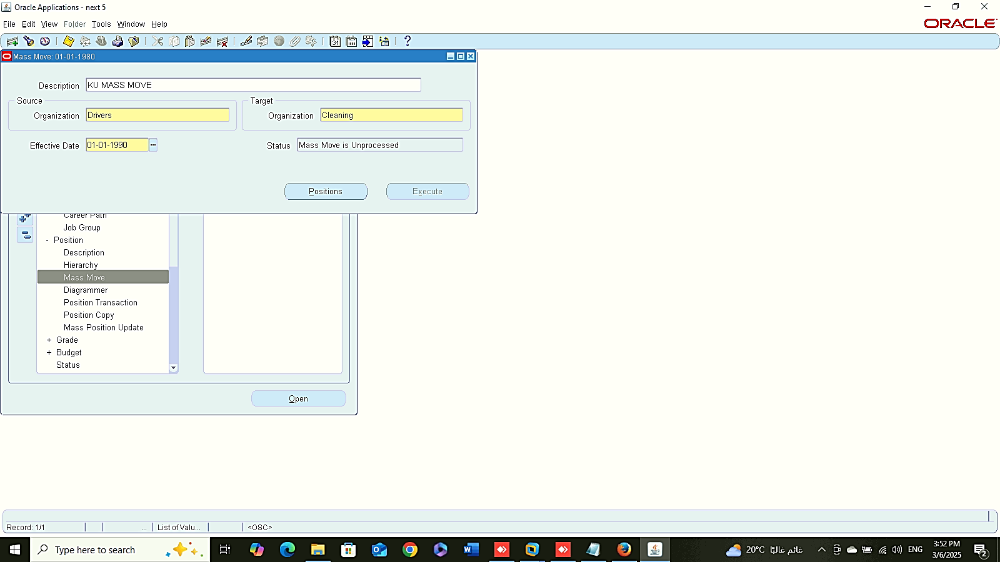 Oracle Applications - next 5
File Edit View Folder Tools Window Help
ORACLE
Mass Move: 01-01-1980
Description KU MASS MOVE
Source
Target
Organization Drivers
Organization Cleaning
Effective Date 01-01-1990 ...
Status Mass Move is Unprocessed
Positions
Execute
Career Path
Job Group
- Position
Description
Hierarchy
Mass Move
Diagrammer
Position Transaction
Position Copy
Mass Position Update
+ Grade
+ Budget
Status
Open
Record: 1/1 ... List of Valu... <OSC>
Type here to search
20°C غائم غالبًا
ENG
3:52 PM
3/6/2025
2